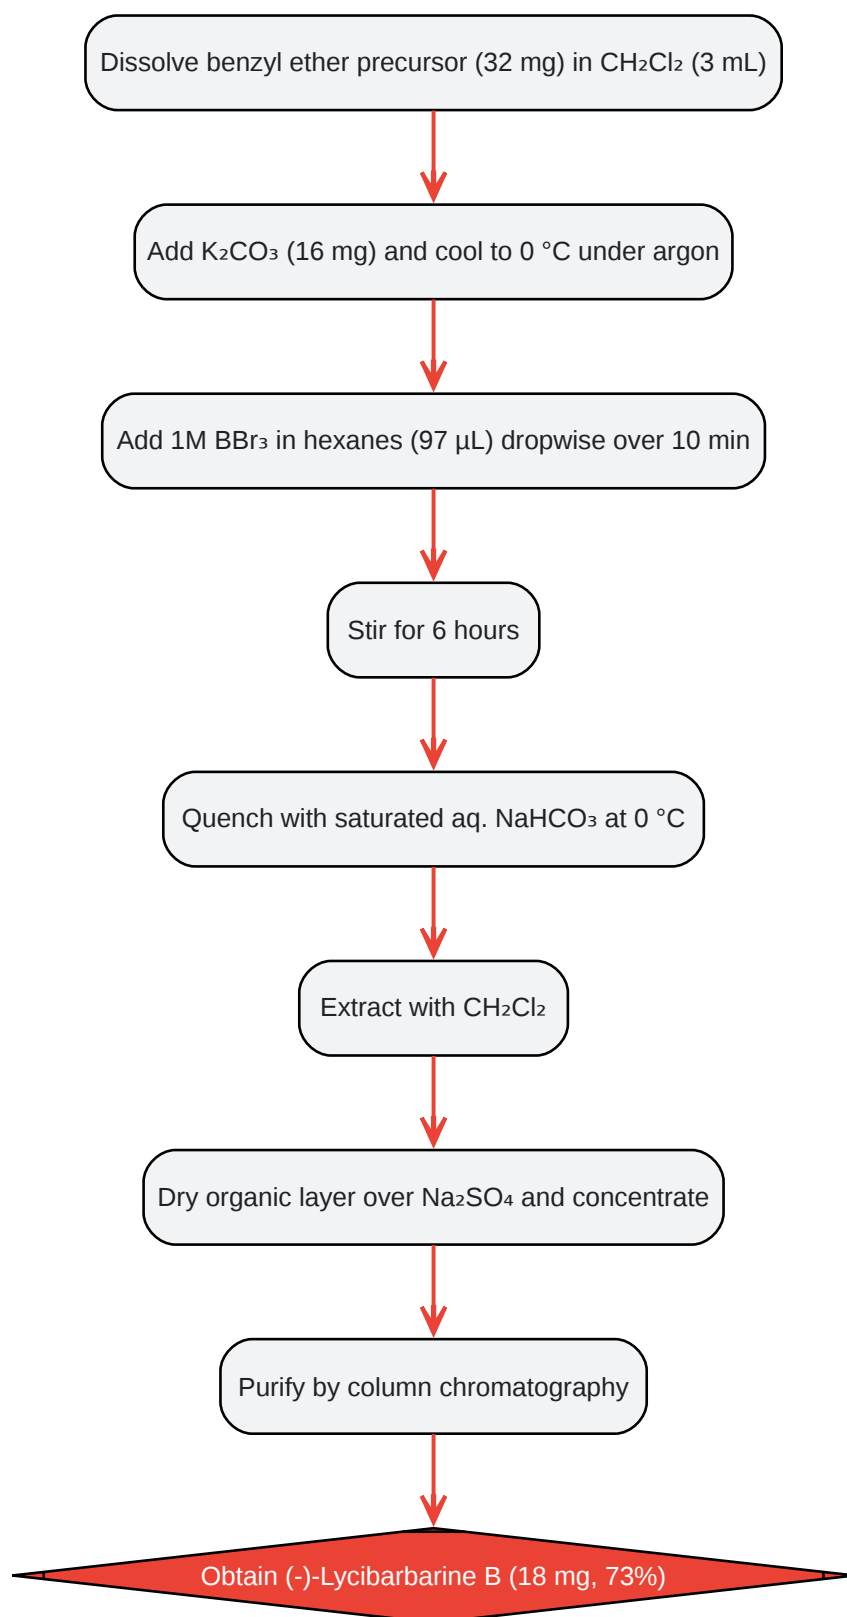 Dissolve benzyl ether precursor (32 mg) in CH₂Cl₂ (3 mL)
Add K₂CO₃ (16 mg) and cool to 0 °C under argon
Add 1M BBr₃ in hexanes (97 µL) dropwise over 10 min
Stir for 6 hours
Quench with saturated aq. NaHCO₃ at 0 °C
Extract with CH₂Cl₂
Dry organic layer over Na₂SO₄ and concentrate
Purify by column chromatography
Obtain (-)-Lycibarbarine B (18 mg, 73%)